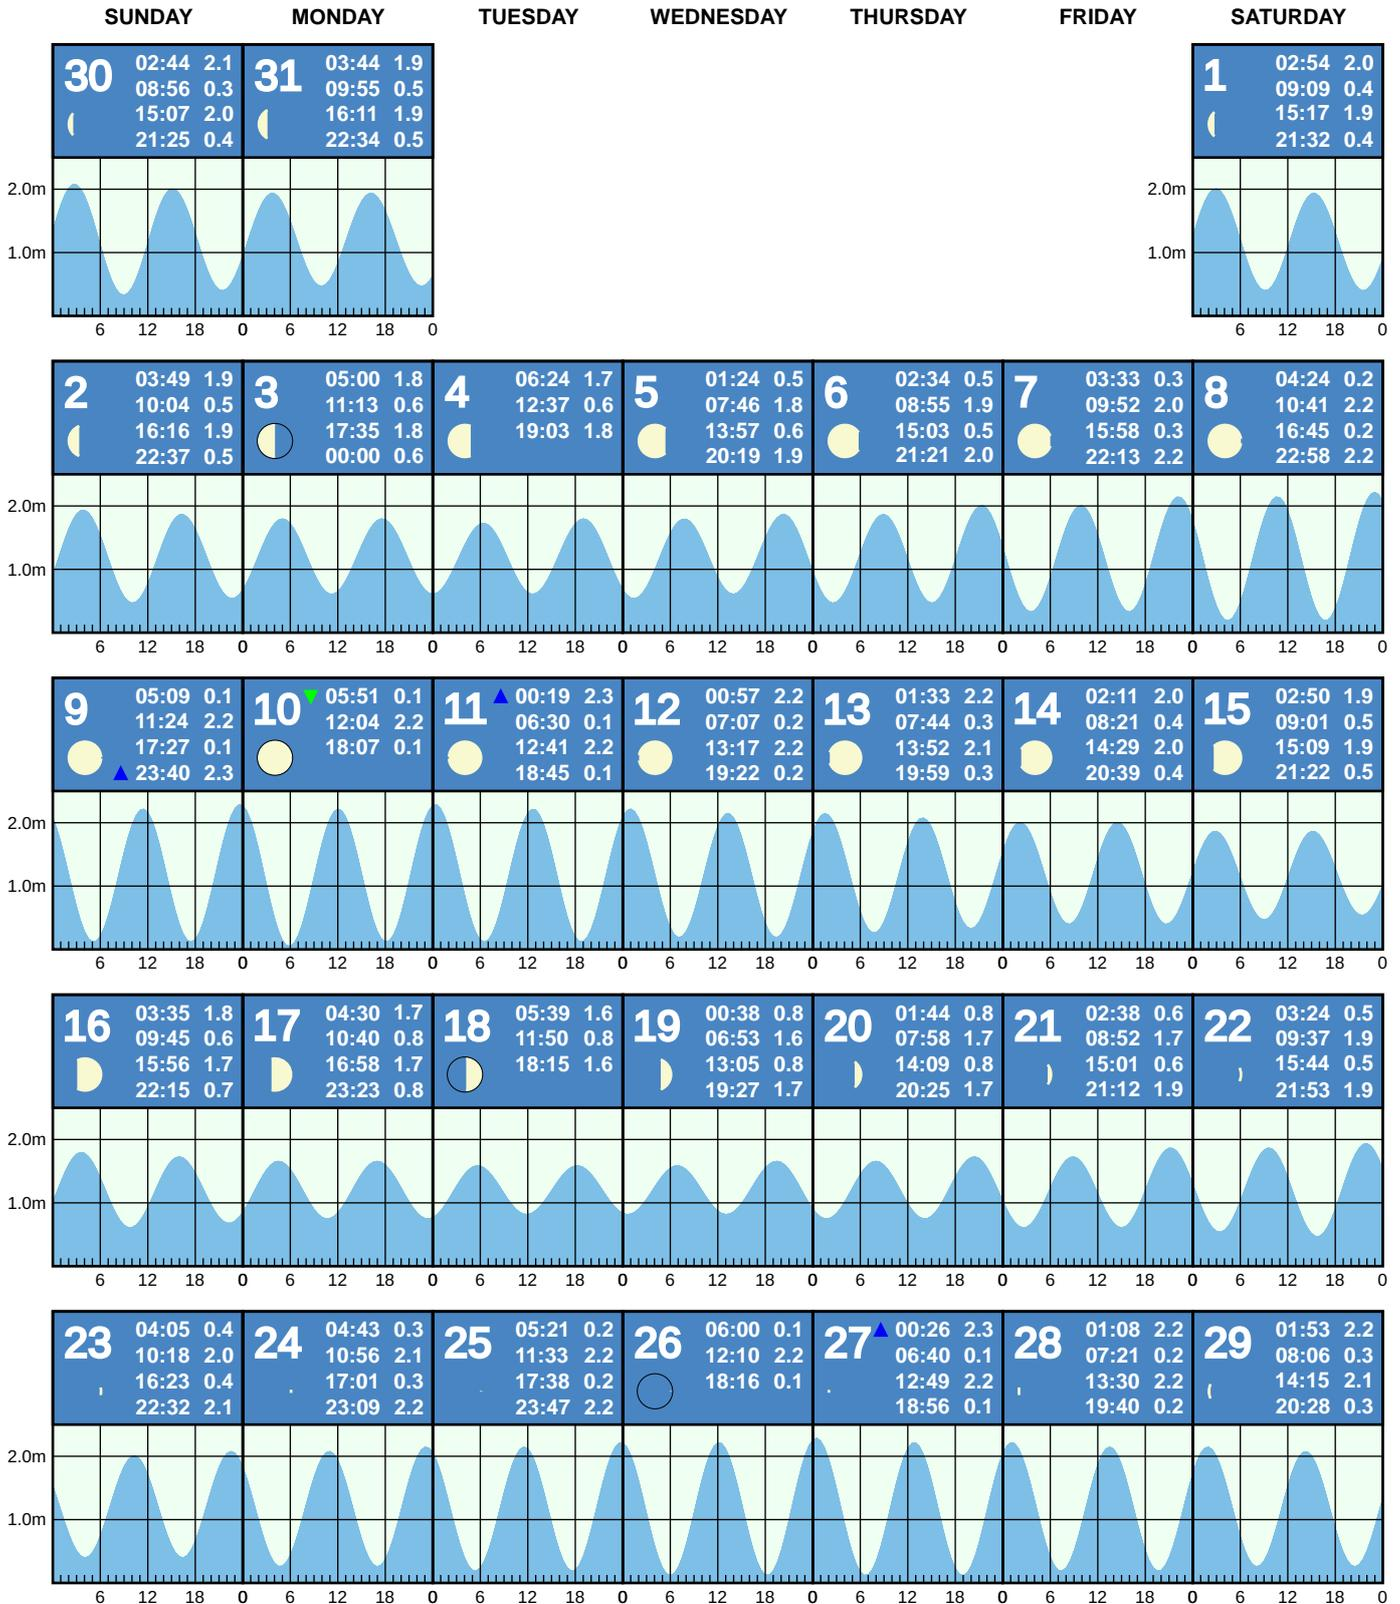 SUNDAY MONDAY TUESDAY WEDNESDAY THURSDAY FRIDAY SATURDAY
30 02:44 2.1
08:56 0.3
15:07 2.0
21:25 0.4
31 03:44 1.9
09:55 0.5
16:11 1.9
22:34 0.5
1 02:54 2.0
09:09 0.4
15:17 1.9
21:32 0.4
2.0m 2.0m
1.0m 1.0m
6 12 18 0 6 12 18 0 6 12 18 0
2 03:49 1.9
10:04 0.5
16:16 1.9
22:37 0.5
3 05:00 1.8
11:13 0.6
17:35 1.8
00:00 0.6
4 06:24 1.7
12:37 0.6
19:03 1.8
5 01:24 0.5
07:46 1.8
13:57 0.6
20:19 1.9
6 02:34 0.5
08:55 1.9
15:03 0.5
21:21 2.0
7 03:33 0.3
09:52 2.0
15:58 0.3
22:13 2.2
8 04:24 0.2
10:41 2.2
16:45 0.2
22:58 2.2
2.0m
1.0m
6 12 18 0 6 12 18 0 6 12 18 0 6 12 18 0 6 12 18 0 6 12 18 0 6 12 18 0
9 05:09 0.1
11:24 2.2
17:27 0.1
23:40 2.3
10 05:51 0.1
12:04 2.2
18:07 0.1
11 00:19 2.3
06:30 0.1
12:41 2.2
18:45 0.1
12 00:57 2.2
07:07 0.2
13:17 2.2
19:22 0.2
13 01:33 2.2
07:44 0.3
13:52 2.1
19:59 0.3
14 02:11 2.0
08:21 0.4
14:29 2.0
20:39 0.4
15 02:50 1.9
09:01 0.5
15:09 1.9
21:22 0.5
2.0m
1.0m
6 12 18 0 6 12 18 0 6 12 18 0 6 12 18 0 6 12 18 0 6 12 18 0 6 12 18 0
16 03:35 1.8
09:45 0.6
15:56 1.7
22:15 0.7
17 04:30 1.7
10:40 0.8
16:58 1.7
23:23 0.8
18 05:39 1.6
11:50 0.8
18:15 1.6
19 00:38 0.8
06:53 1.6
13:05 0.8
19:27 1.7
20 01:44 0.8
07:58 1.7
14:09 0.8
20:25 1.7
21 02:38 0.6
08:52 1.7
15:01 0.6
21:12 1.9
22 03:24 0.5
09:37 1.9
15:44 0.5
21:53 1.9
2.0m
1.0m
6 12 18 0 6 12 18 0 6 12 18 0 6 12 18 0 6 12 18 0 6 12 18 0 6 12 18 0
23 04:05 0.4
10:18 2.0
16:23 0.4
22:32 2.1
24 04:43 0.3
10:56 2.1
17:01 0.3
23:09 2.2
25 05:21 0.2
11:33 2.2
17:38 0.2
23:47 2.2
26 06:00 0.1
12:10 2.2
18:16 0.1
27 00:26 2.3
06:40 0.1
12:49 2.2
18:56 0.1
28 01:08 2.2
07:21 0.2
13:30 2.2
19:40 0.2
29 01:53 2.2
08:06 0.3
14:15 2.1
20:28 0.3
2.0m
1.0m
6 12 18 0 6 12 18 0 6 12 18 0 6 12 18 0 6 12 18 0 6 12 18 0 6 12 18 0